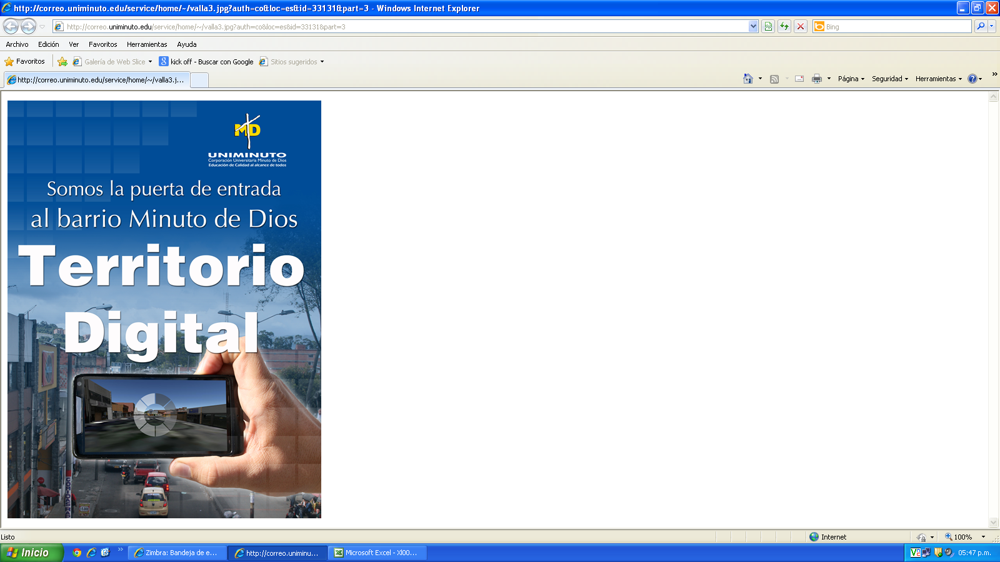 http://correo.uniminuto.edu/service/home/~/valla3.jpg?auth=co&loc=es&id=33131&part=3 - Windows Internet Explorer
http://correo.uniminuto.edu/service/home/~/valla3.jpg?auth=co&loc=es&id=33131&part=3
Bing
Archivo Edición Ver Favoritos Herramientas Ayuda
Favoritos Galería de Web Slice kick off - Buscar con Google Sitios sugeridos
http://correo.uniminuto.edu/service/home/~/valla3.j... Página Seguridad Herramientas
MD
UNIMINUTO
Corporación Universitaria Minuto de Dios
Educación de Calidad al alcance de todos
Somos la puerta de entrada
al barrio Minuto de Dios
Territorio
Digital
Listo Internet 100%
Inicio Zimbra: Bandeja de e... http://correo.uniminu... Microsoft Excel - Xl00... 05:47 p.m.